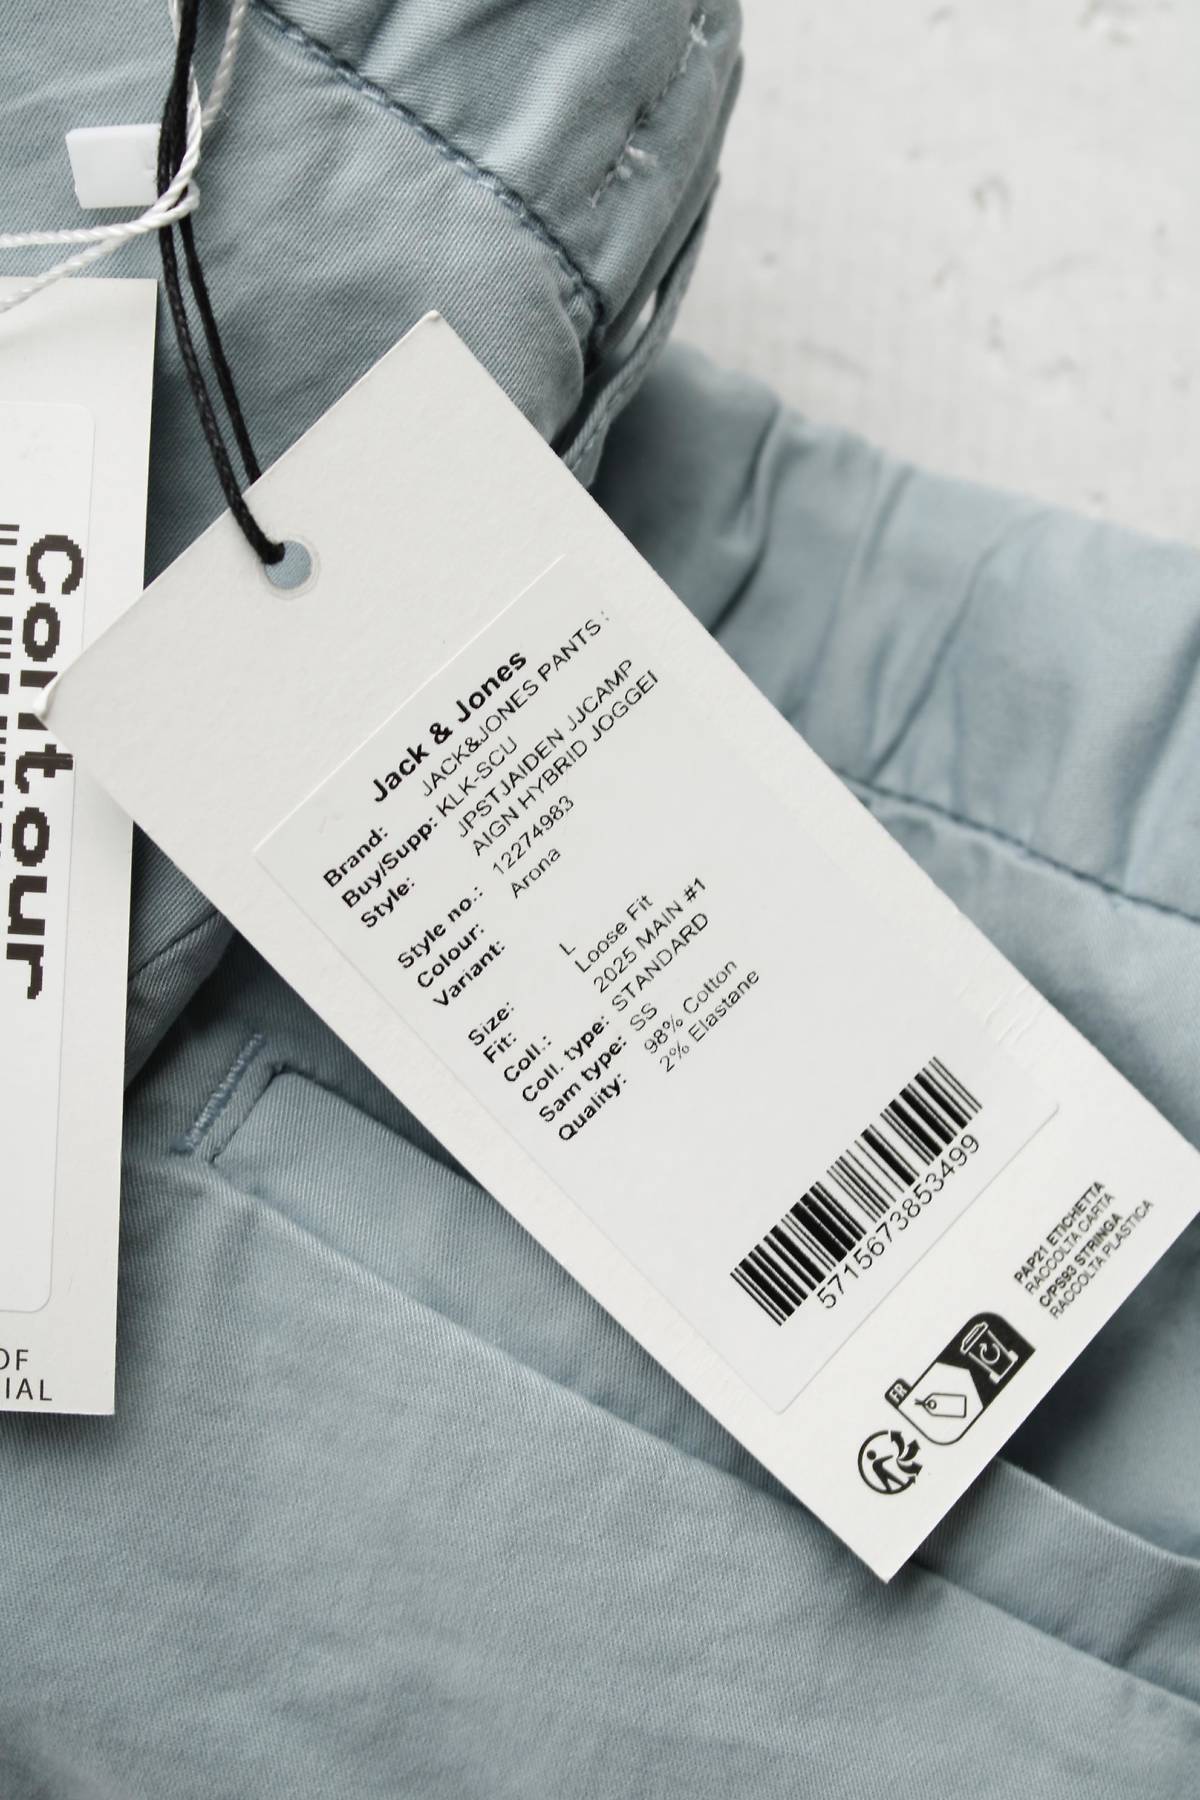 Contour
OF
IAL
Jack & Jones
Brand: JACK&JONES PANTS :
Buy/Supp: KLK-SCU
Style: JPSTJAIDEN JJCAMP
AIGN HYBRID JOGGEI
Style no.: 12274983
Colour: Arona
Variant:
Size: L
Fit: Loose Fit
Coll.: 2025 MAIN #1
Coll. type: STANDARD
Sam type: SS
Quality: 98% Cotton
2% Elastane
5715673853499
PAP21 ETICHETTA
RACCOLTA CARTA
C/PS93 STRINGA
RACCOLTA PLASTICA
FR